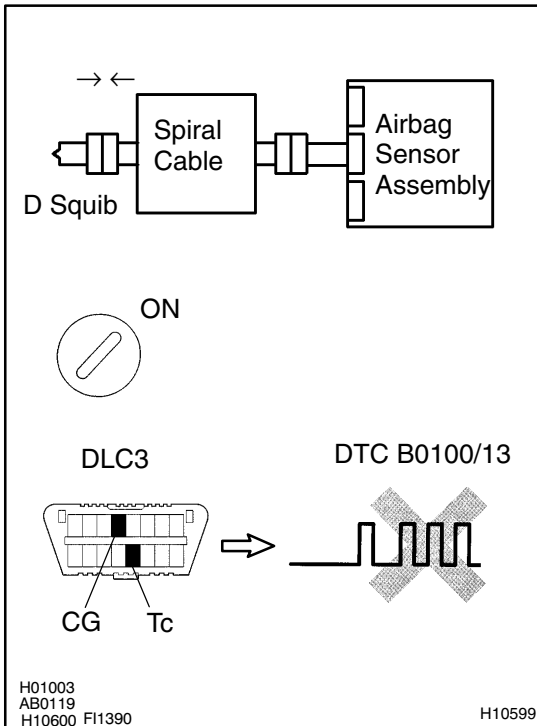 Spiral
Cable
Airbag
Sensor
Assembly
D Squib
ON
DLC3
DTC B0100/13
CG
Tc
H01003
AB0119
H10600 FI1390
H10599